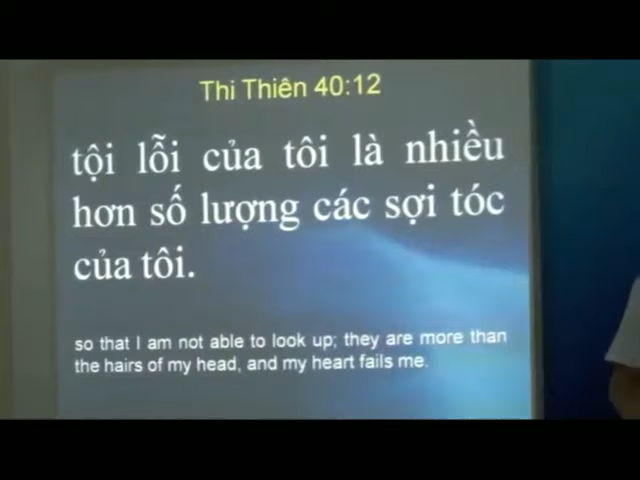 Thi Thiên 40:12
tội lỗi của tôi là nhiều
hơn số lượng các sợi tóc
của tôi.
so that I am not able to look up; they are more than
the hairs of my head, and my heart fails me.